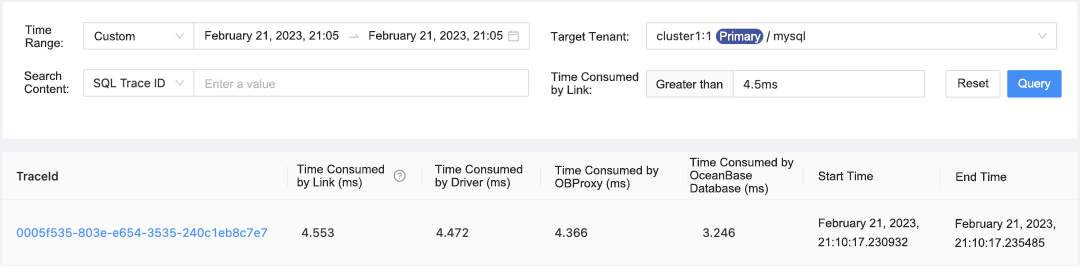 Time Range: Custom February 21, 2023, 21:05 → February 21, 2023, 21:05 Target Tenant: cluster1:1 Primary / mysql
Search Content: SQL Trace ID Enter a value Time Consumed by Link: Greater than 4.5ms Reset Query
TraceId Time Consumed by Link (ms) ? Time Consumed by Driver (ms) Time Consumed by OBProxy (ms) Time Consumed by OceanBase Database (ms) Start Time End Time
0005f535-803e-e654-3535-240c1eb8c7e7 4.553 4.472 4.366 3.246 February 21, 2023, 21:10:17.230932 February 21, 2023, 21:10:17.235485